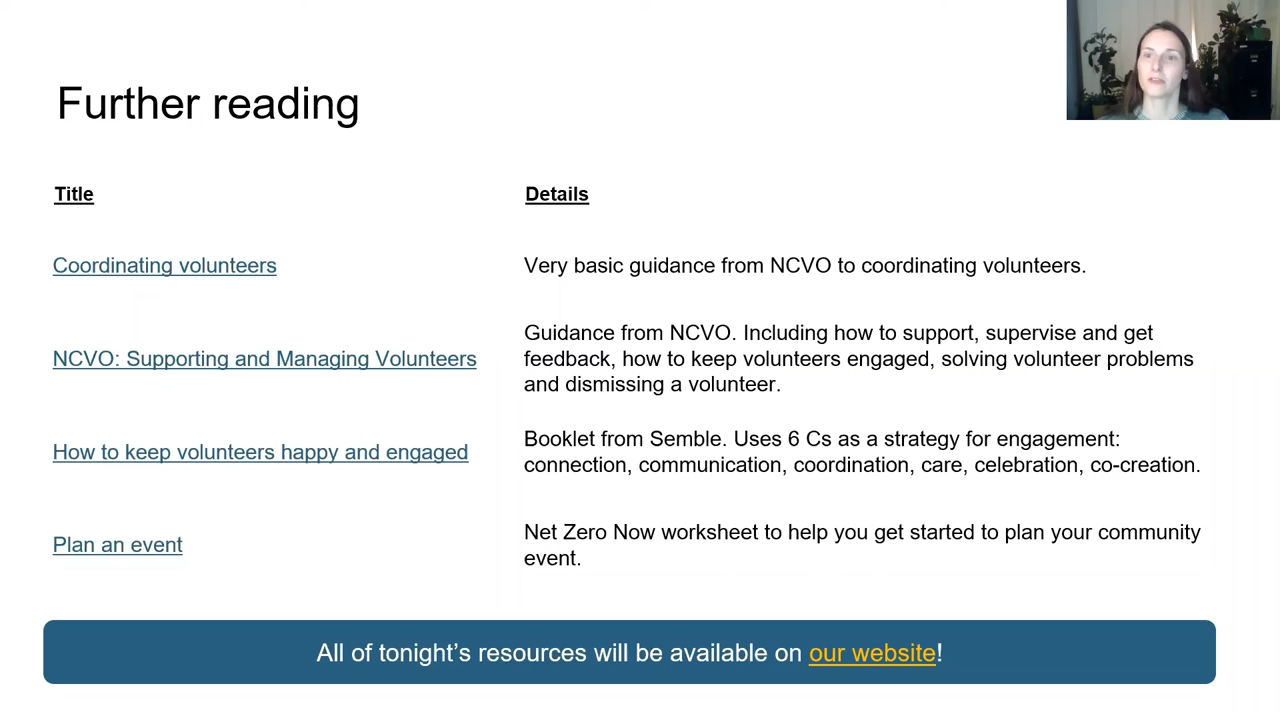 Further reading
Title
Details
Coordinating volunteers
Very basic guidance from NCVO to coordinating volunteers.
NCVO: Supporting and Managing Volunteers
Guidance from NCVO. Including how to support, supervise and get
feedback, how to keep volunteers engaged, solving volunteer problems
and dismissing a volunteer.
How to keep volunteers happy and engaged
Booklet from Semble. Uses 6 Cs as a strategy for engagement:
connection, communication, coordination, care, celebration, co-creation.
Plan an event
Net Zero Now worksheet to help you get started to plan your community
event.
All of tonight’s resources will be available on our website!